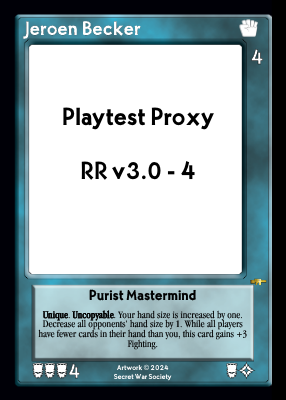 Jeroen Becker
4
Playtest Proxy
RR v3.0 - 4
Purist Mastermind
Unique. Uncopyable. Your hand size is increased by one.
Decrease all opponents' hand size by 1. While all players
have fewer cards in their hand than you, this card gains +3
Fighting.
4
Artwork © 2024
Secret War Society